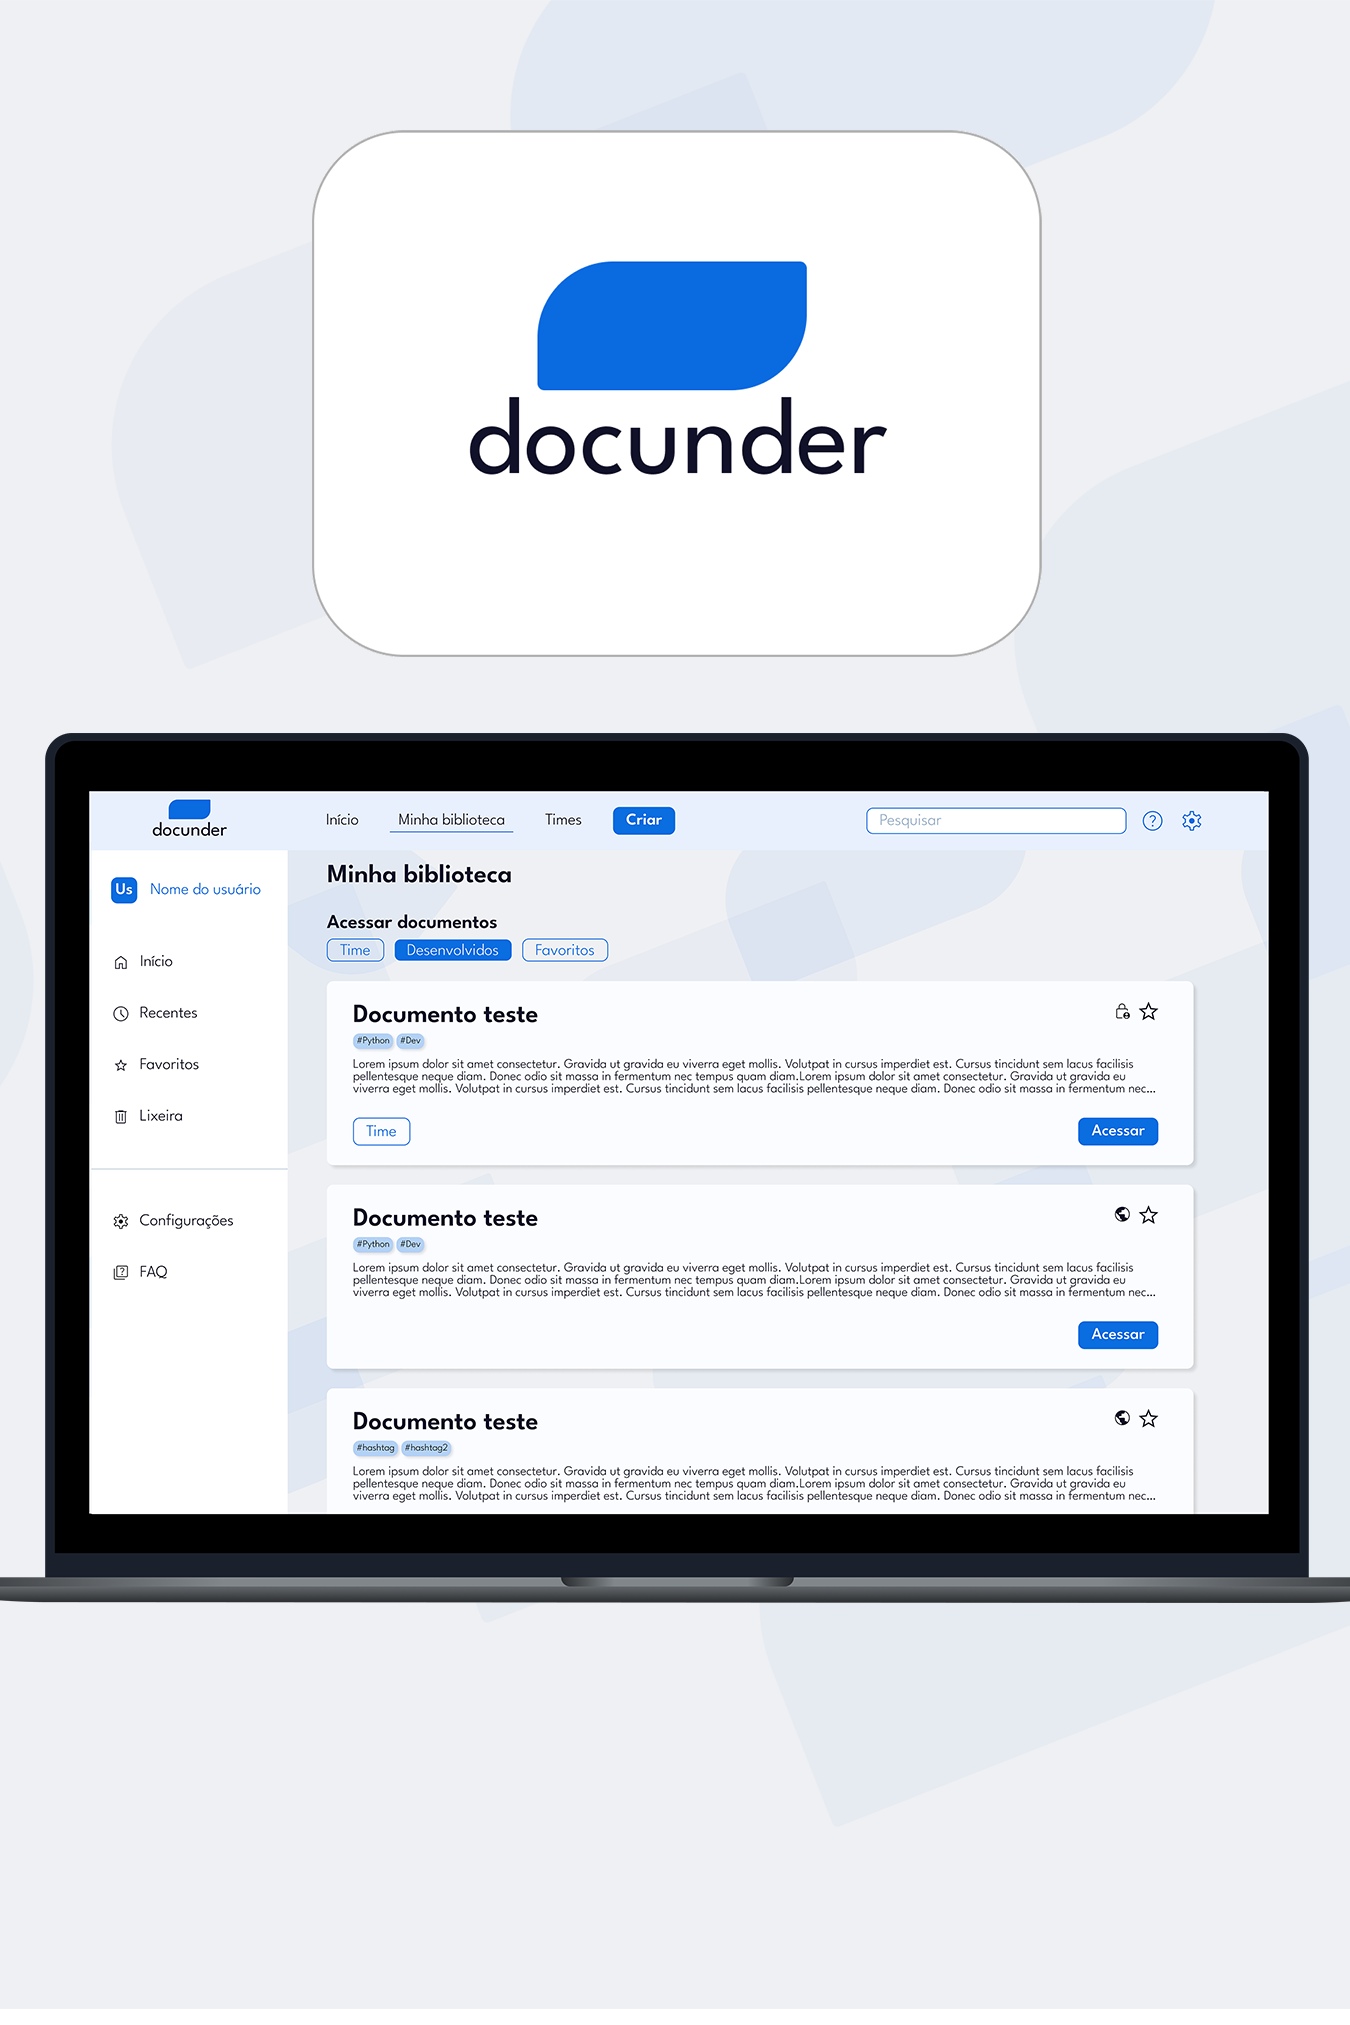 docunder
docunder
Início
Minha biblioteca
Times
Criar
Pesquisar
Us
Nome do usuário
Início
Recentes
Favoritos
Lixeira
Configurações
FAQ
Minha biblioteca
Acessar documentos
Time
Desenvolvidos
Favoritos
Documento teste
#Python
#Dev
Lorem ipsum dolor sit amet consectetur. Gravida ut gravida eu viverra eget mollis. Volutpat in cursus imperdiet est. Cursus tincidunt sem lacus facilisis
pellentesque neque diam. Donec odio sit massa in fermentum nec tempus quam diam.Lorem ipsum dolor sit amet consectetur. Gravida ut gravida eu
viverra eget mollis. Volutpat in cursus imperdiet est. Cursus tincidunt sem lacus facilisis pellentesque neque diam. Donec odio sit massa in fermentum nec...
Time
Acessar
Documento teste
#Python
#Dev
Lorem ipsum dolor sit amet consectetur. Gravida ut gravida eu viverra eget mollis. Volutpat in cursus imperdiet est. Cursus tincidunt sem lacus facilisis
pellentesque neque diam. Donec odio sit massa in fermentum nec tempus quam diam.Lorem ipsum dolor sit amet consectetur. Gravida ut gravida eu
viverra eget mollis. Volutpat in cursus imperdiet est. Cursus tincidunt sem lacus facilisis pellentesque neque diam. Donec odio sit massa in fermentum nec...
Acessar
Documento teste
#hashtag
#hashtag2
Lorem ipsum dolor sit amet consectetur. Gravida ut gravida eu viverra eget mollis. Volutpat in cursus imperdiet est. Cursus tincidunt sem lacus facilisis
pellentesque neque diam. Donec odio sit massa in fermentum nec tempus quam diam.Lorem ipsum dolor sit amet consectetur. Gravida ut gravida eu
viverra eget mollis. Volutpat in cursus imperdiet est. Cursus tincidunt sem lacus facilisis pellentesque neque diam. Donec odio sit massa in fermentum nec...